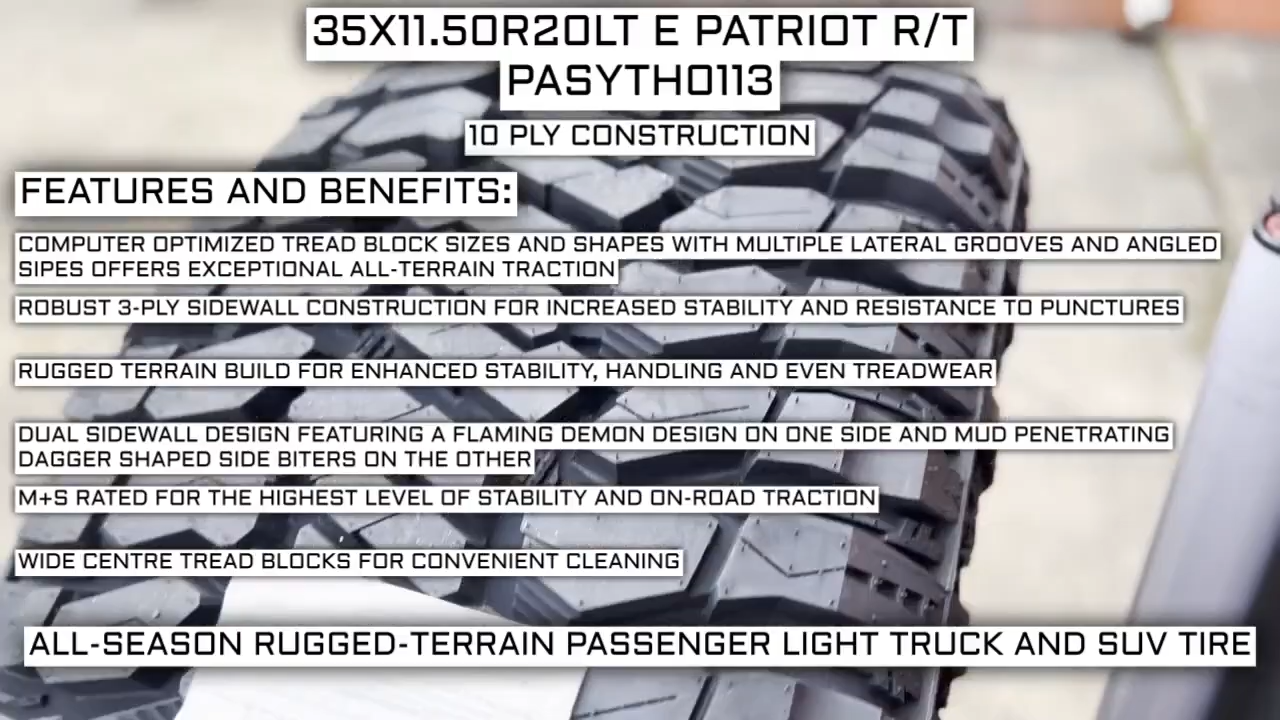 35X11.50R20LT E PATRIOT R/T
PASYTH0113
10 PLY CONSTRUCTION
FEATURES AND BENEFITS:
COMPUTER OPTIMIZED TREAD BLOCK SIZES AND SHAPES WITH MULTIPLE LATERAL GROOVES AND ANGLED
SIPES OFFERS EXCEPTIONAL ALL-TERRAIN TRACTION
ROBUST 3-PLY SIDEWALL CONSTRUCTION FOR INCREASED STABILITY AND RESISTANCE TO PUNCTURES
RUGGED TERRAIN BUILD FOR ENHANCED STABILITY, HANDLING AND EVEN TREADWEAR
DUAL SIDEWALL DESIGN FEATURING A FLAMING DEMON DESIGN ON ONE SIDE AND MUD PENETRATING
DAGGER SHAPED SIDE BITERS ON THE OTHER
M+S RATED FOR THE HIGHEST LEVEL OF STABILITY AND ON-ROAD TRACTION
WIDE CENTRE TREAD BLOCKS FOR CONVENIENT CLEANING
ALL-SEASON RUGGED-TERRAIN PASSENGER LIGHT TRUCK AND SUV TIRE